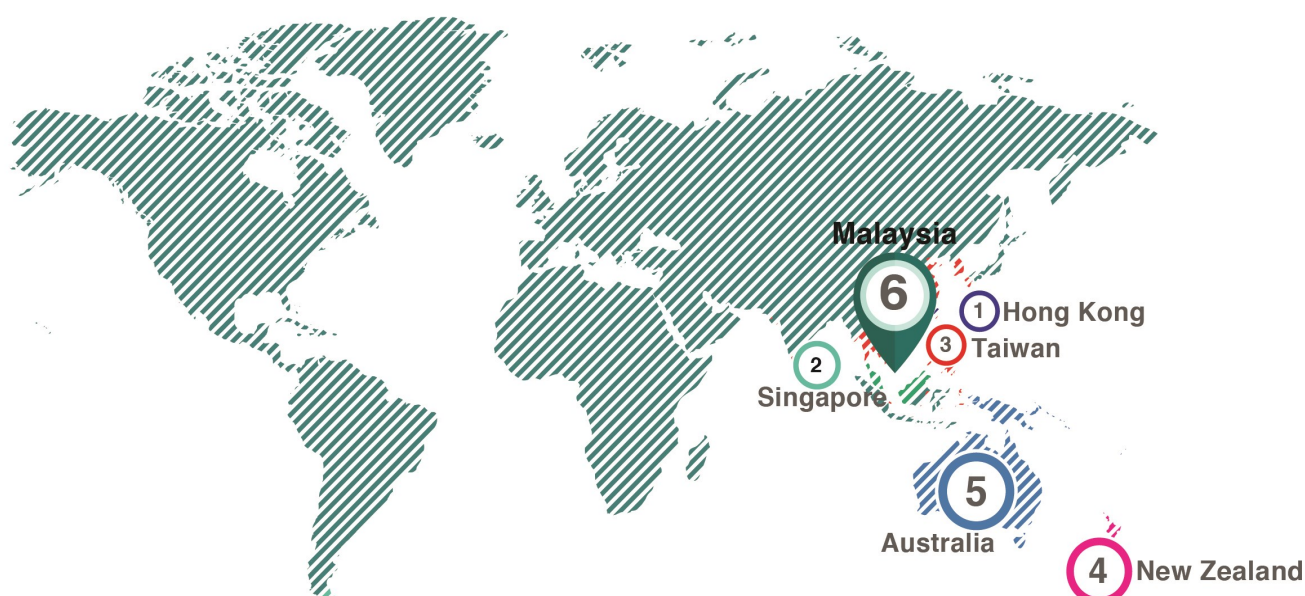 Malaysia
6
1 Hong Kong
3 Taiwan
2
Singapore
5
Australia
4 New Zealand